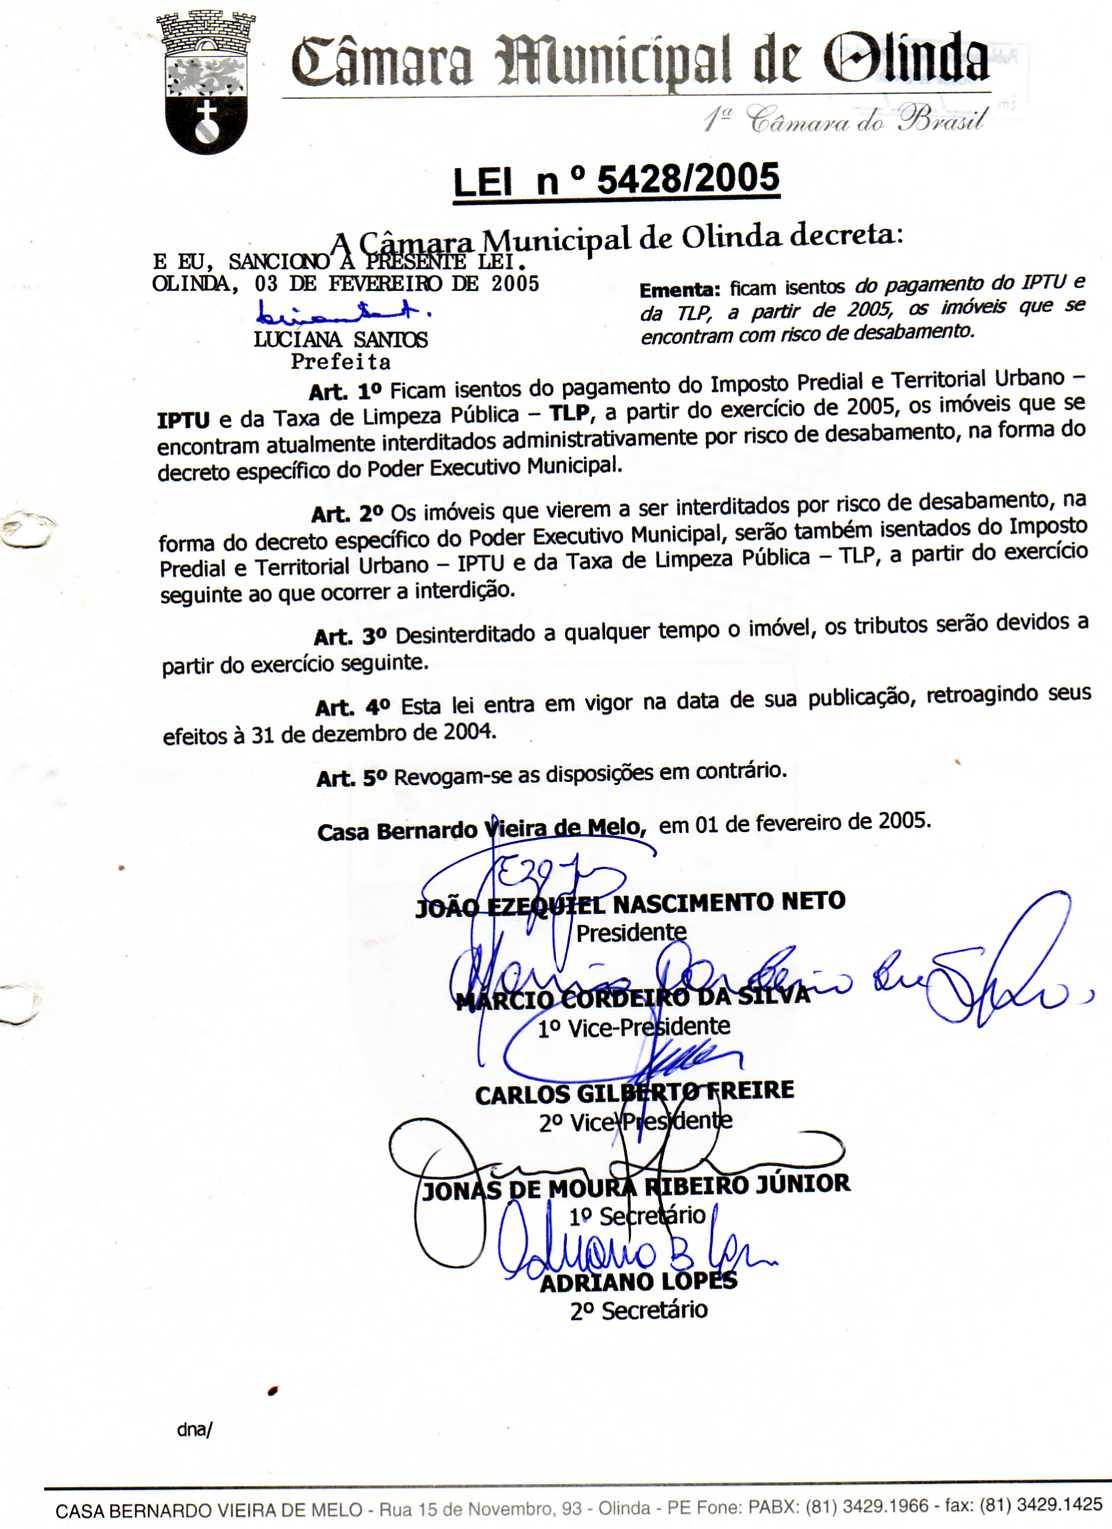 Câmara Municipal de Olinda
1ª Câmara do Brasil
LEI nº 5428/2005
A Câmara Municipal de Olinda decreta:
E EU, SANCIONO A PRESENTE LEI.
OLINDA, 03 DE FEVEREIRO DE 2005
LUCIANA SANTOS
Prefeita
Ementa: ficam isentos do pagamento do IPTU e
da TLP, a partir de 2005, os imóveis que se
encontram com risco de desabamento.
Art. 1º Ficam isentos do pagamento do Imposto Predial e Territorial Urbano –
IPTU e da Taxa de Limpeza Pública – TLP, a partir do exercício de 2005, os imóveis que se
encontram atualmente interditados administrativamente por risco de desabamento, na forma do
decreto específico do Poder Executivo Municipal.
Art. 2º Os imóveis que vierem a ser interditados por risco de desabamento, na
forma do decreto específico do Poder Executivo Municipal, serão também isentados do Imposto
Predial e Territorial Urbano – IPTU e da Taxa de Limpeza Pública – TLP, a partir do exercício
seguinte ao que ocorrer a interdição.
Art. 3º Desinterditado a qualquer tempo o imóvel, os tributos serão devidos a
partir do exercício seguinte.
Art. 4º Esta lei entra em vigor na data de sua publicação, retroagindo seus
efeitos à 31 de dezembro de 2004.
Art. 5º Revogam-se as disposições em contrário.
Casa Bernardo Vieira de Melo, em 01 de fevereiro de 2005.
JOÃO EZEQUIEL NASCIMENTO NETO
Presidente
MÁRCIO CORDEIRO DA SILVA
1º Vice-Presidente
CARLOS GILBERTO FREIRE
2º Vice-Presidente
JONAS DE MOURA RIBEIRO JÚNIOR
1º Secretário
ADRIANO LOPES
2º Secretário
dna/
CASA BERNARDO VIEIRA DE MELO - Rua 15 de Novembro, 93 - Olinda - PE Fone: PABX: (81) 3429.1966 - fax: (81) 3429.1425